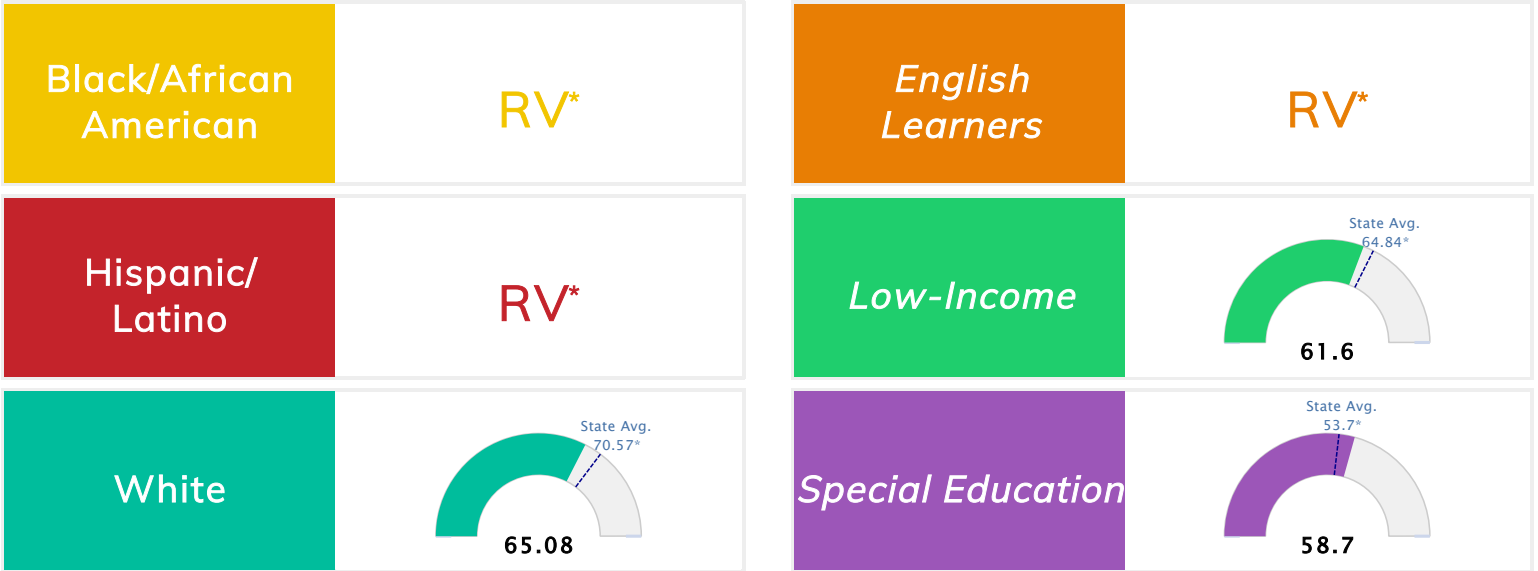 Black/African
American
RV*
English
Learners
RV*
Hispanic/
Latino
RV*
Low-Income
State Avg.
64.84*
61.6
White
State Avg.
70.57*
65.08
Special Education
State Avg.
53.7*
58.7